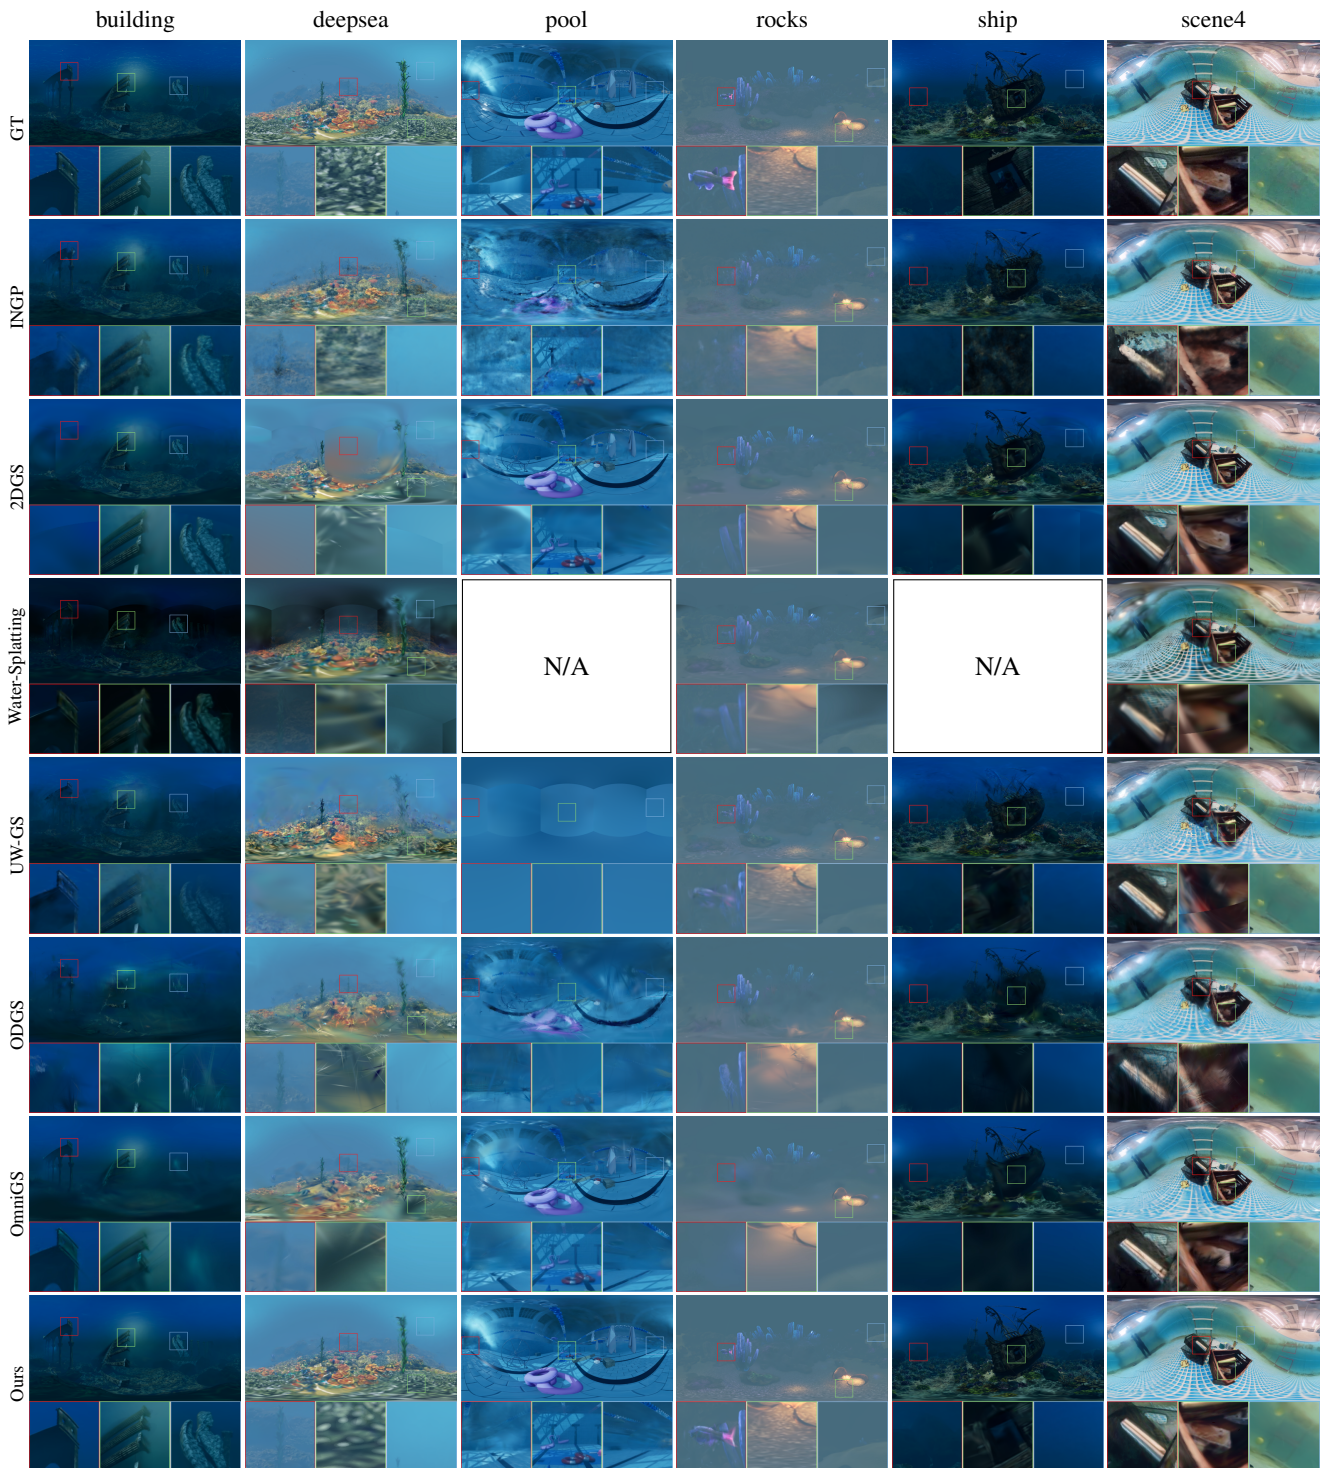 building deepsea pool rocks ship scene4
GT
INGP
2DGS
Water-Splatting
N/A
N/A
UW-GS
ODGS
OmniGS
Ours